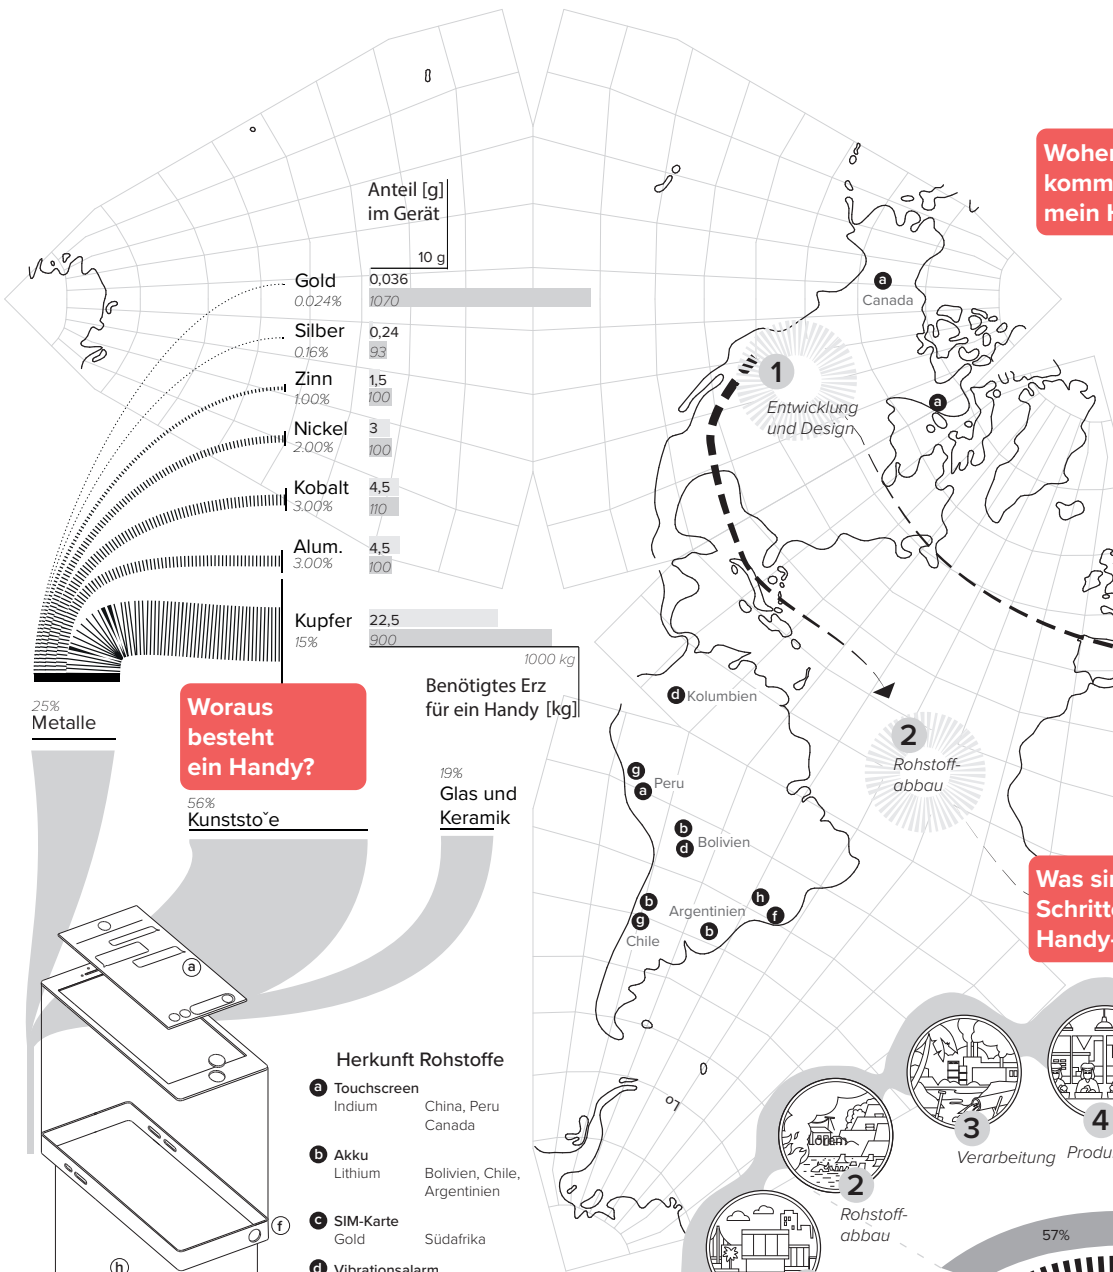 Anteil [g]
im Gerät
10 g
Gold
0.024%
0,036
1070
Silber
0.16%
0,24
93
Zinn
1.00%
1,5
100
Nickel
2.00%
3
100
Kobalt
3.00%
4,5
110
Alum.
3.00%
4,5
100
Kupfer
15%
22,5
900
1000 kg
Benötigtes Erz
für ein Handy [kg]
25%
Metalle
Woraus
besteht
ein Handy?
56%
Kunststoˇe
19%
Glas und
Keramik
a
f
h
Herkunft Rohstoffe
a Touchscreen
Indium China, Peru
Canada
b Akku
Lithium Bolivien, Chile,
Argentinien
c SIM-Karte
Gold Südafrika
d Vibrationsalarm
Woher
komm
mein H
a
Canada
a
1
Entwicklung
und Design
d Kolumbien
2
Rohstoff-
abbau
g
a Peru
b
d Bolivien
b
g
Chile
Argentinien
b
h
f
Was sin
Schritte
Handy-
Lo
Lorem
2
Rohstoff-
abbau
3
Verarbeitung
4
Produ
57%